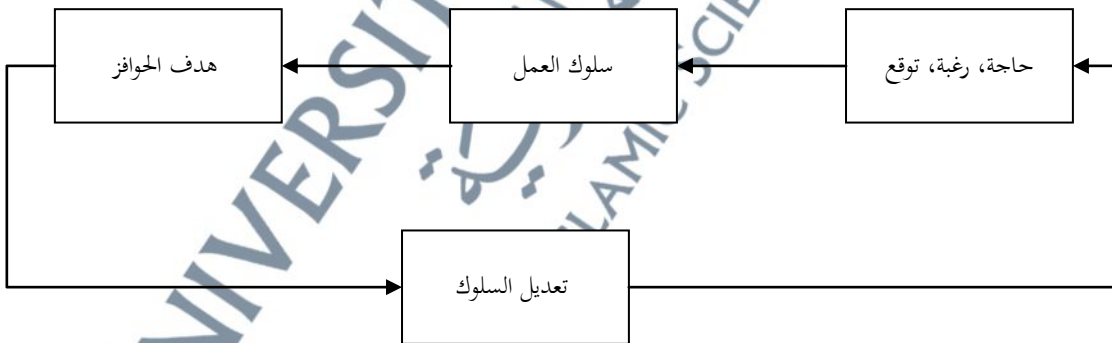 حاجة، رغبة، توقع
سلوك العمل
هدف الحوافز
تعديل السلوك